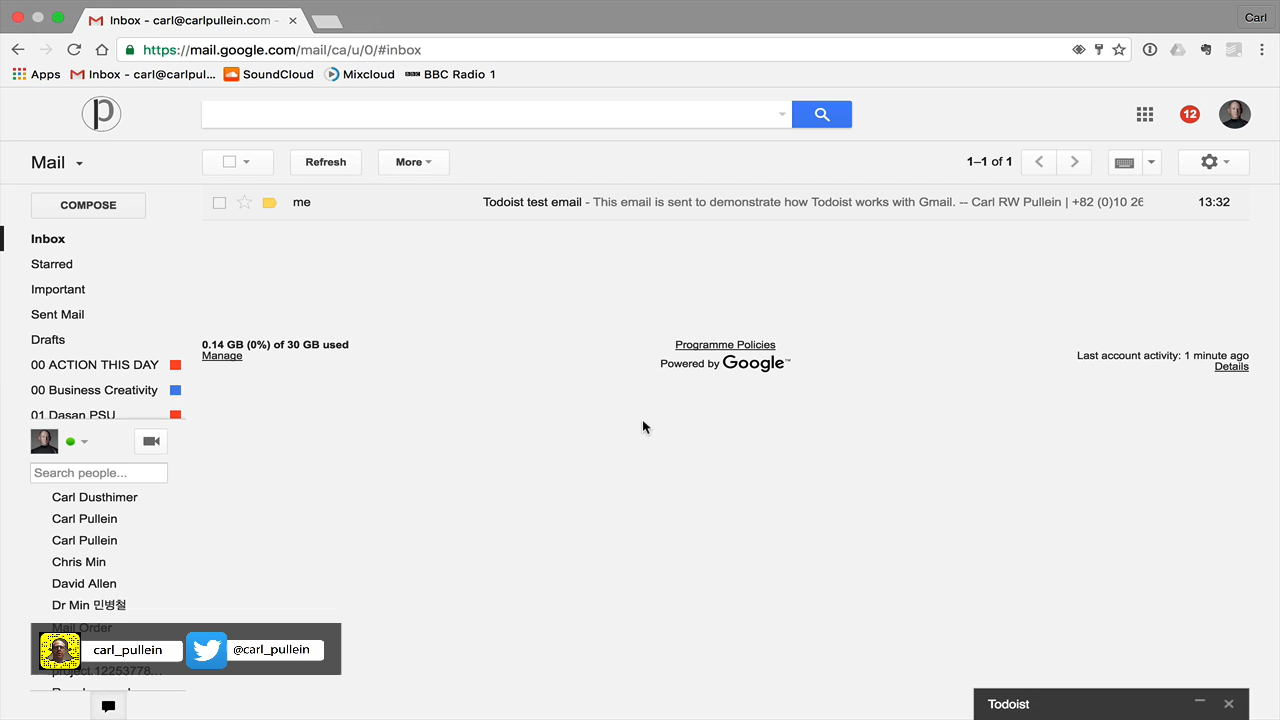 Inbox - carl@carlpullein.com -
Carl
https://mail.google.com/mail/ca/u/0/#inbox
Apps
Inbox - carl@carlpul...
SoundCloud
Mixcloud
BBC Radio 1
p
12
Mail
Refresh
More
1–1 of 1
COMPOSE
me
Todoist test email - This email is sent to demonstrate how Todoist works with Gmail. -- Carl RW Pullein | +82 (0)10 26
13:32
Inbox
Starred
Important
Sent Mail
Drafts
00 ACTION THIS DAY
00 Business Creativity
01 Dasan PSU
0.14 GB (0%) of 30 GB used
Manage
Programme Policies
Powered by Google™
Last account activity: 1 minute ago
Details
Search people...
Carl Dusthimer
Carl Pullein
Carl Pullein
Chris Min
David Allen
Dr Min 민병철
Mail Order
carl_pullein
@carl_pullein
project.12253778...
Todoist